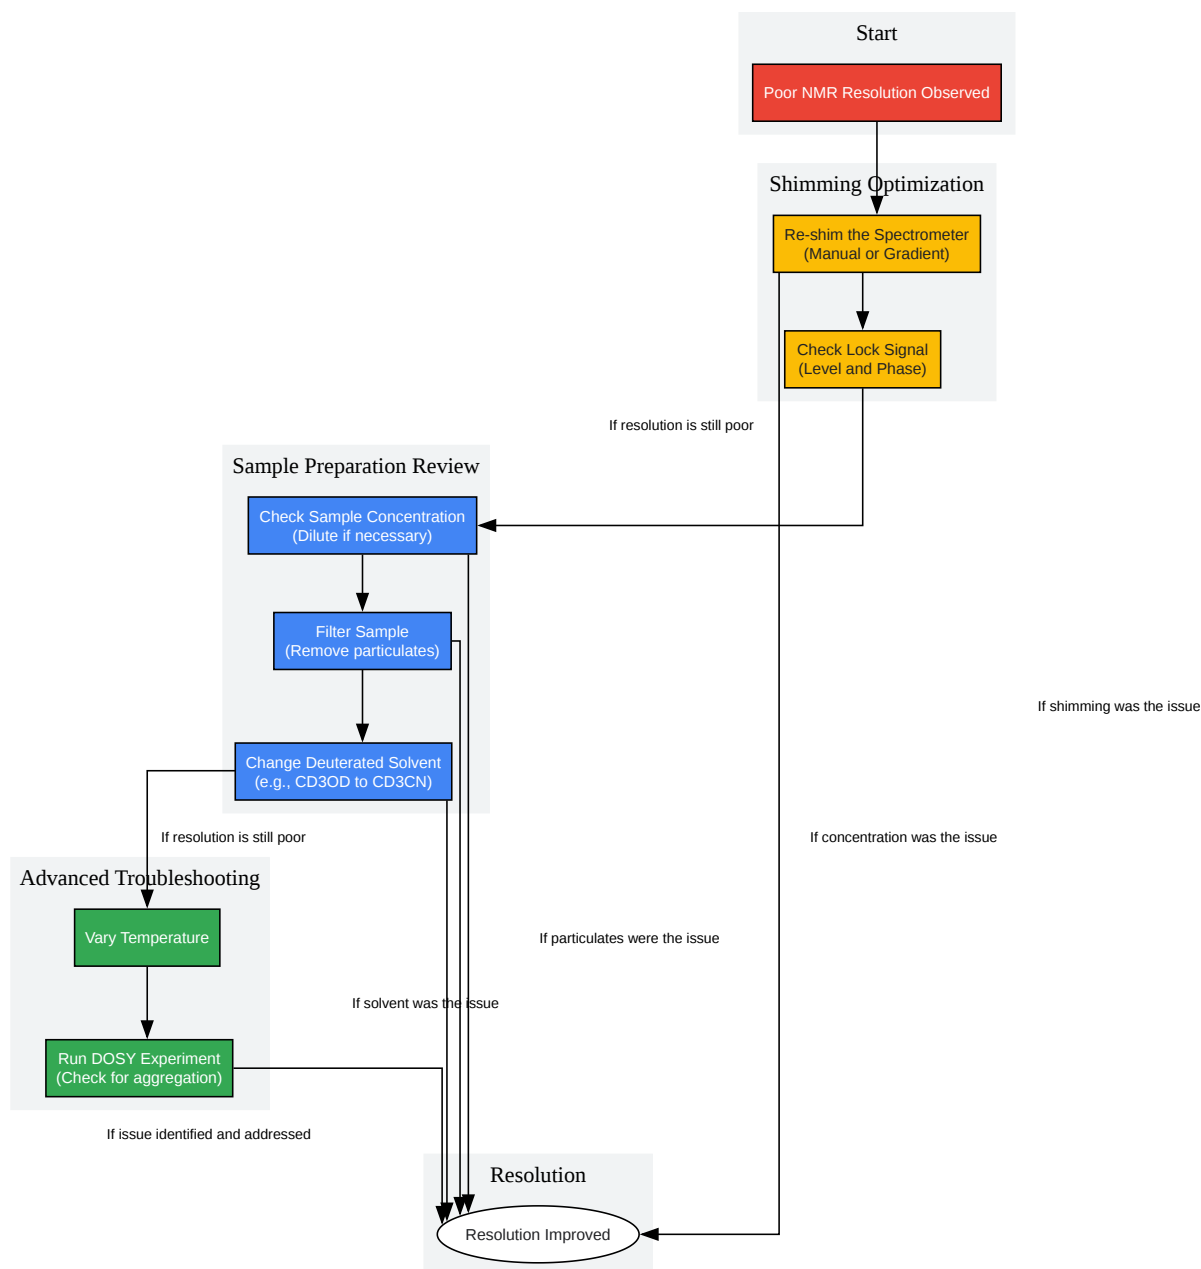 Start
Poor NMR Resolution Observed
Shimming Optimization
Re-shim the Spectrometer
(Manual or Gradient)
Check Lock Signal
(Level and Phase)
If resolution is still poor
Sample Preparation Review
Check Sample Concentration
(Dilute if necessary)
Filter Sample
(Remove particulates)
If shimming was the issue
Change Deuterated Solvent
(e.g., CD3OD to CD3CN)
If resolution is still poor
If concentration was the issue
Advanced Troubleshooting
Vary Temperature
If particulates were the issue
If solvent was the issue
Run DOSY Experiment
(Check for aggregation)
If issue identified and addressed
Resolution
Resolution Improved